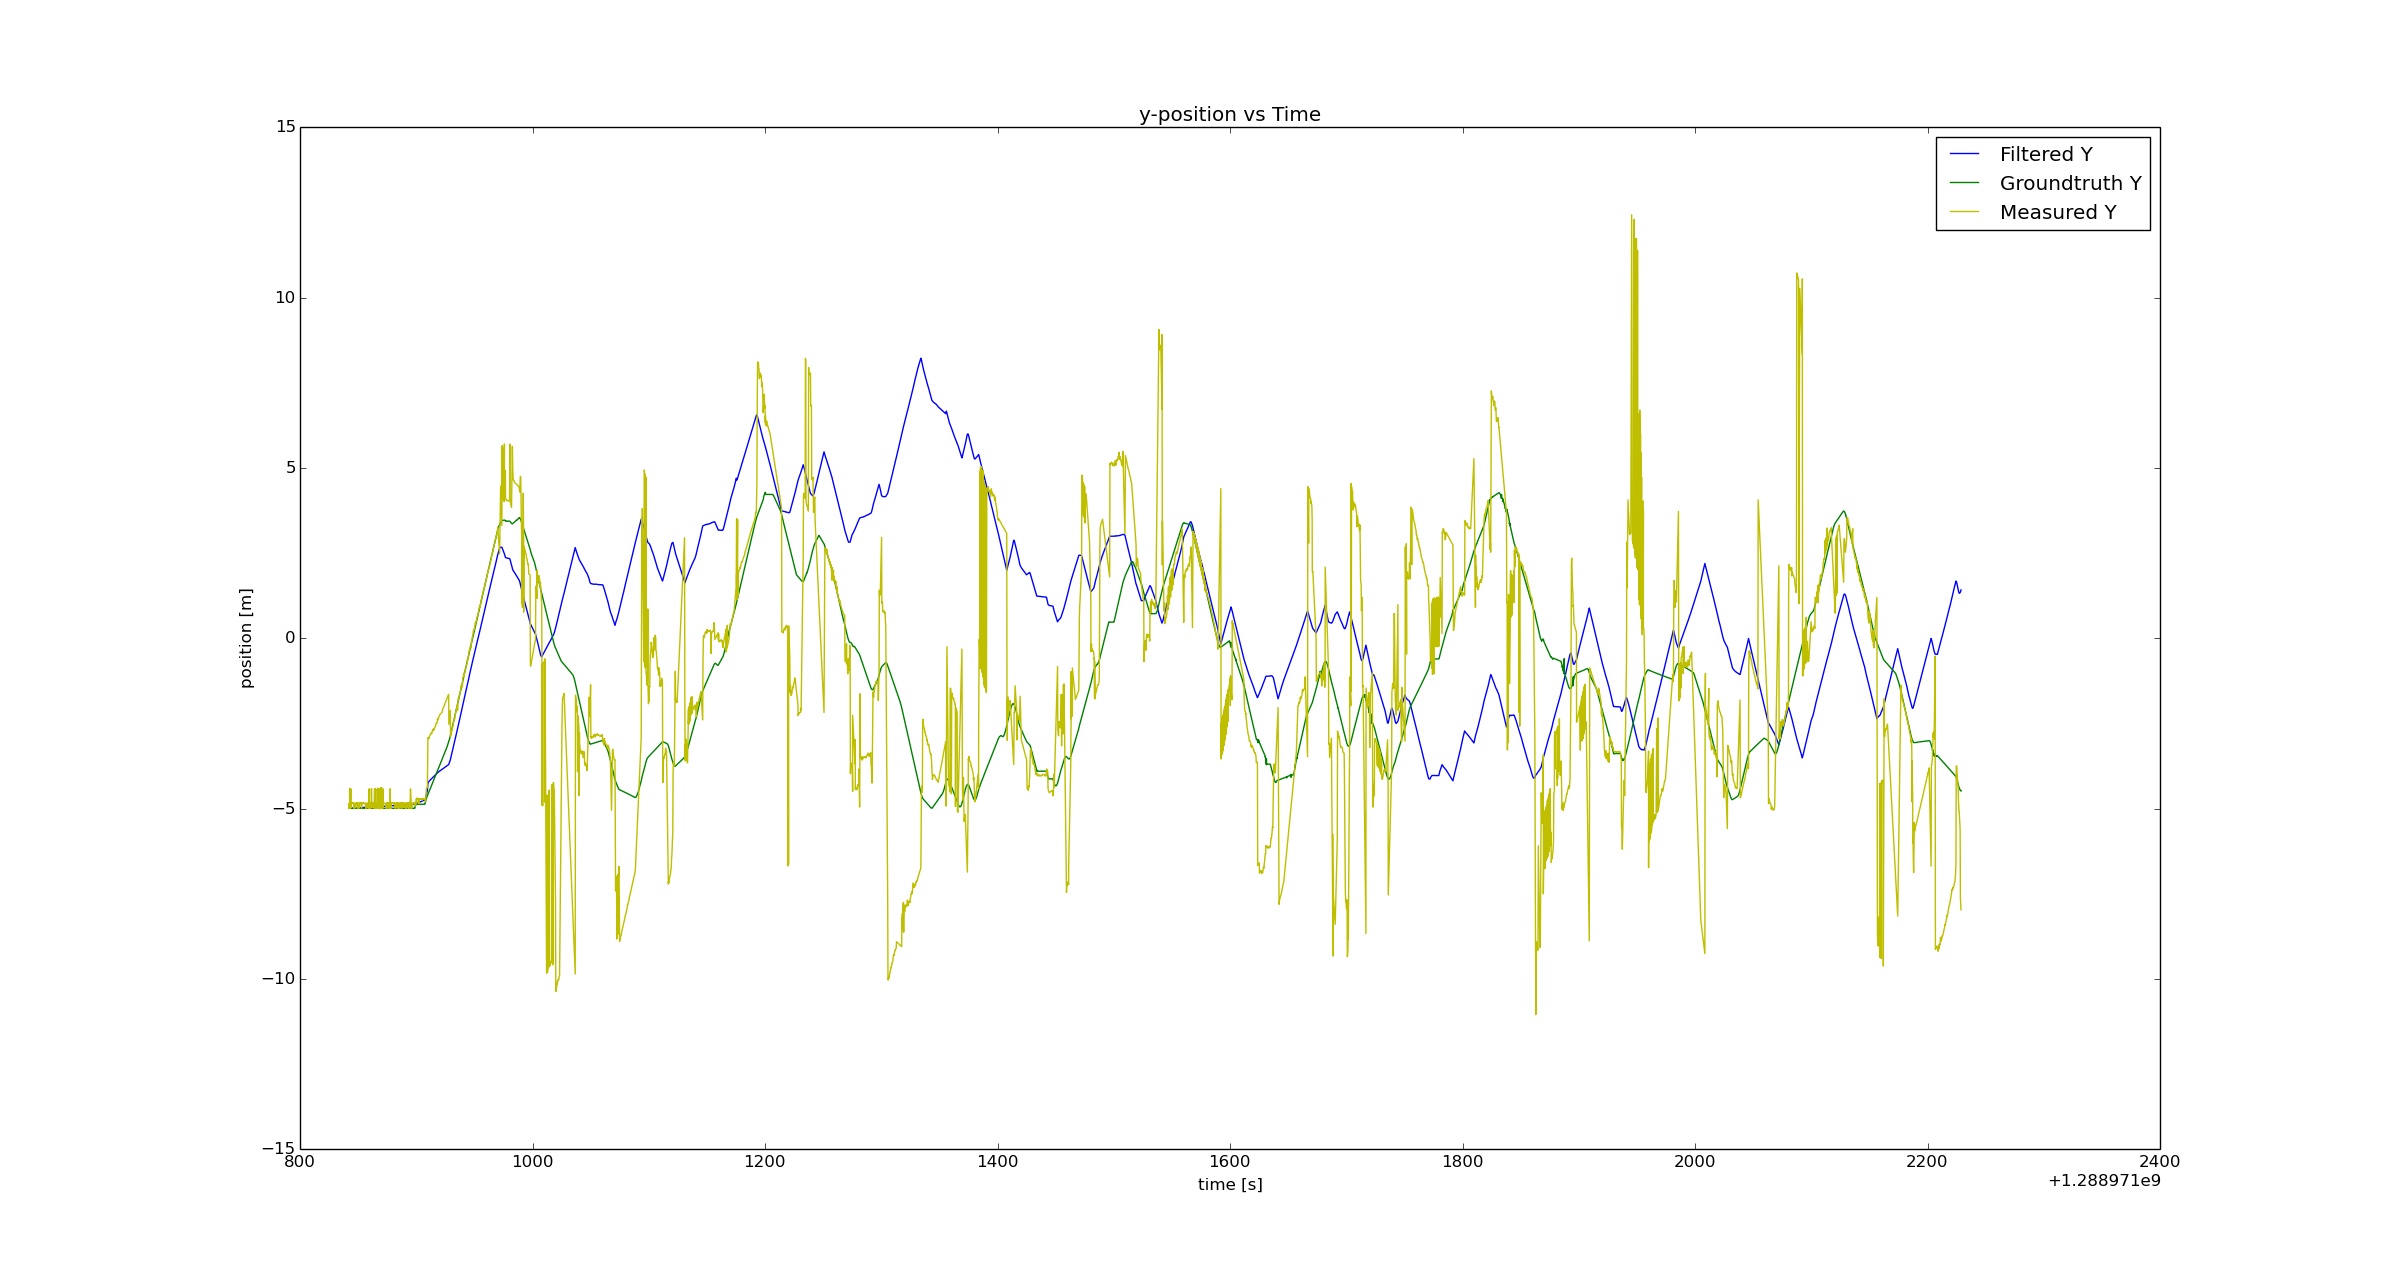 y-position vs Time
15
10
5
0
−5
−10
−15
position [m]
Filtered Y
Groundtruth Y
Measured Y
800 1000 1200 1400 1600 1800 2000 2200 2400
time [s]
+1.288971e9